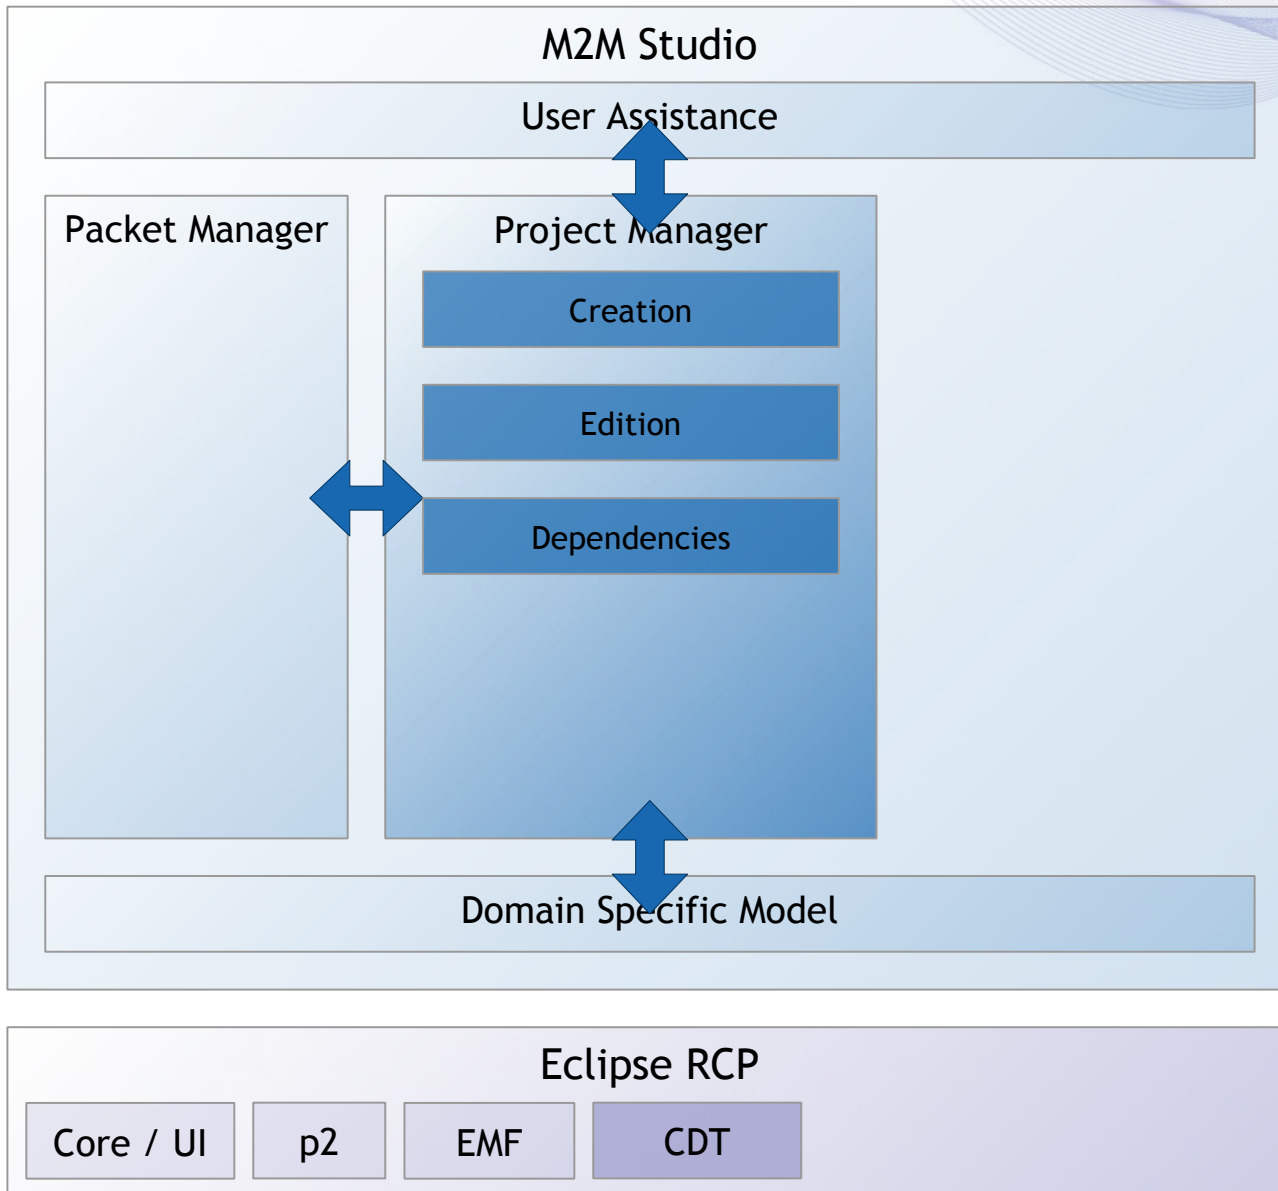 M2M Studio
User Assistance
Packet Manager
Project Manager
Creation
Edition
Dependencies
Domain Specific Model
Eclipse RCP
Core / UI
p2
EMF
CDT